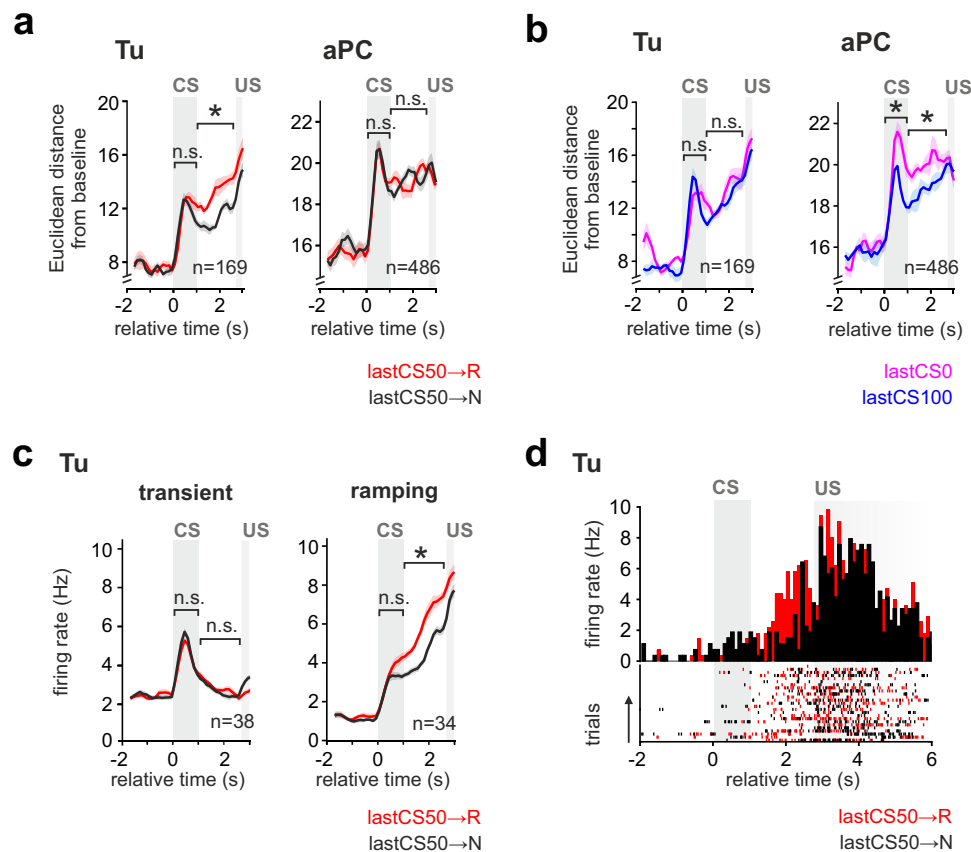 a
Tu
aPC
CS
US
CS
US
Euclidean distance
from baseline
20
16
12
8
*
n.s.
n=169
-2
0
2
relative time (s)
22
20
18
16
n.s.
n.s.
n=486
-2
0
2
relative time (s)
lastCS50→R
lastCS50→N
b
Tu
aPC
CS
US
CS
US
Euclidean distance
from baseline
20
16
12
8
n.s.
n.s.
n=169
-2
0
2
relative time (s)
22
20
18
16
*
*
n=486
-2
0
2
relative time (s)
lastCS0
lastCS100
c
Tu
transient
ramping
CS
US
CS
US
firing rate (Hz)
10
8
6
4
2
0
n.s.
n.s.
n=38
-2
0
2
relative time (s)
10
8
6
4
2
0
n.s.
*
n=34
-2
0
2
relative time (s)
lastCS50→R
lastCS50→N
d
Tu
CS
US
firing rate (Hz)
10
8
6
4
2
0
trials
-2
0
2
4
6
relative time (s)
lastCS50→R
lastCS50→N